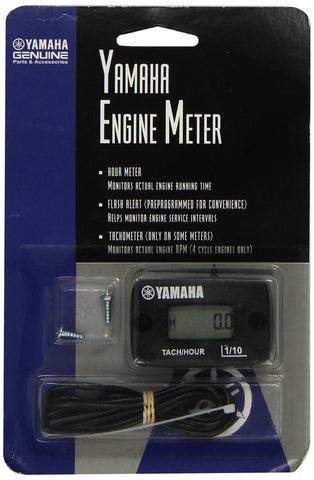 YAMAHA
GENUINE
Parts & Accessories
YAMAHA
ENGINE METER
HOUR METER
MONITORS ACTUAL ENGINE RUNNING TIME
FLASH ALERT (PREPROGRAMMED FOR CONVENIENCE)
HELPS MONITOR ENGINE SERVICE INTERVALS
TACHOMETER (ONLY ON SOME METERS)
MONITORS ACTUAL ENGINE RPM (4 CYCLE ENGINES ONLY)
YAMAHA
0.0
TACH/HOUR 1/10